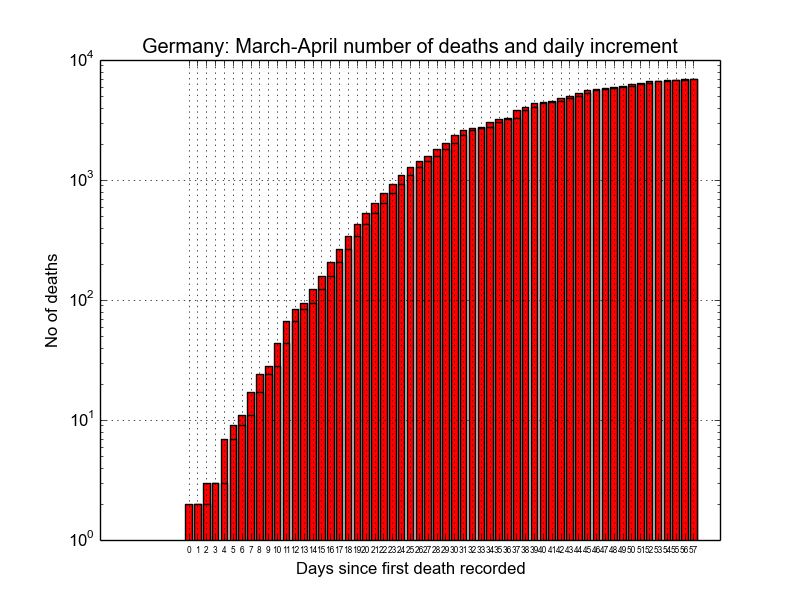 Germany: March-April number of deaths and daily increment
10^4
10^3
10^2
10^1
10^0
No of deaths
0 1 2 3 4 5 6 7 8 9 10 11 12 13 14 15 16 17 18 19 20 21 22 23 24 25 26 27 28 29 30 31 32 33 34 35 36 37 38 39 40 41 42 43 44 45 46 47 48 49 50 51 52 53 54 55 56 57
Days since first death recorded